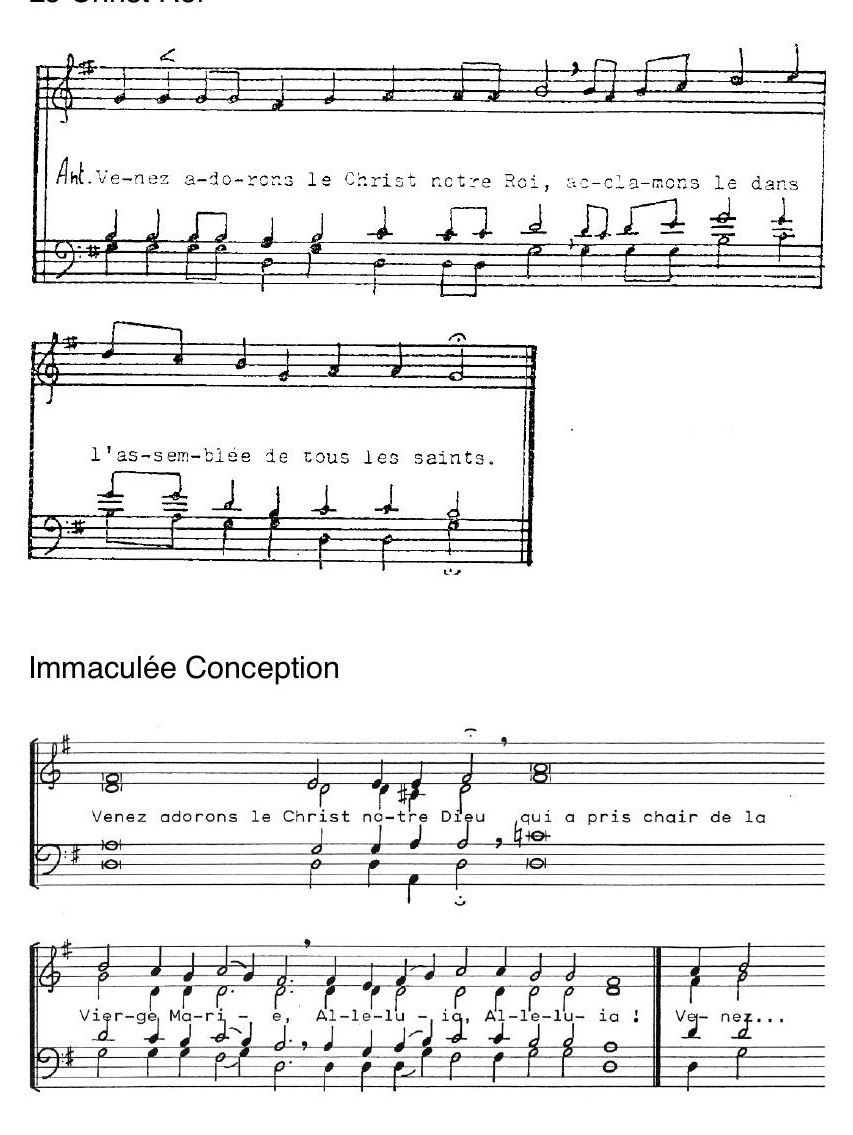 Le Christ Roi
Ant. Ve-nez a-do-rons le Christ notre Roi, ac-cla-mons le dans
l'as-sem-blée de tous les saints.
Immaculée Conception
Venez adorons le Christ no-tre Dieu qui a pris chair de la
Vier-ge Ma-ri - e, Al-le-lu - ia, Al-le-lu- ia ! Ve- nez...